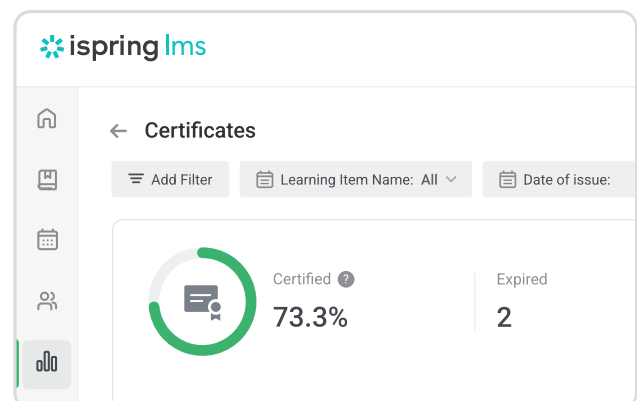 ispring lms
Certificates
Add Filter Learning Item Name: All Date of issue:
Certified ? Expired
73.3% 2